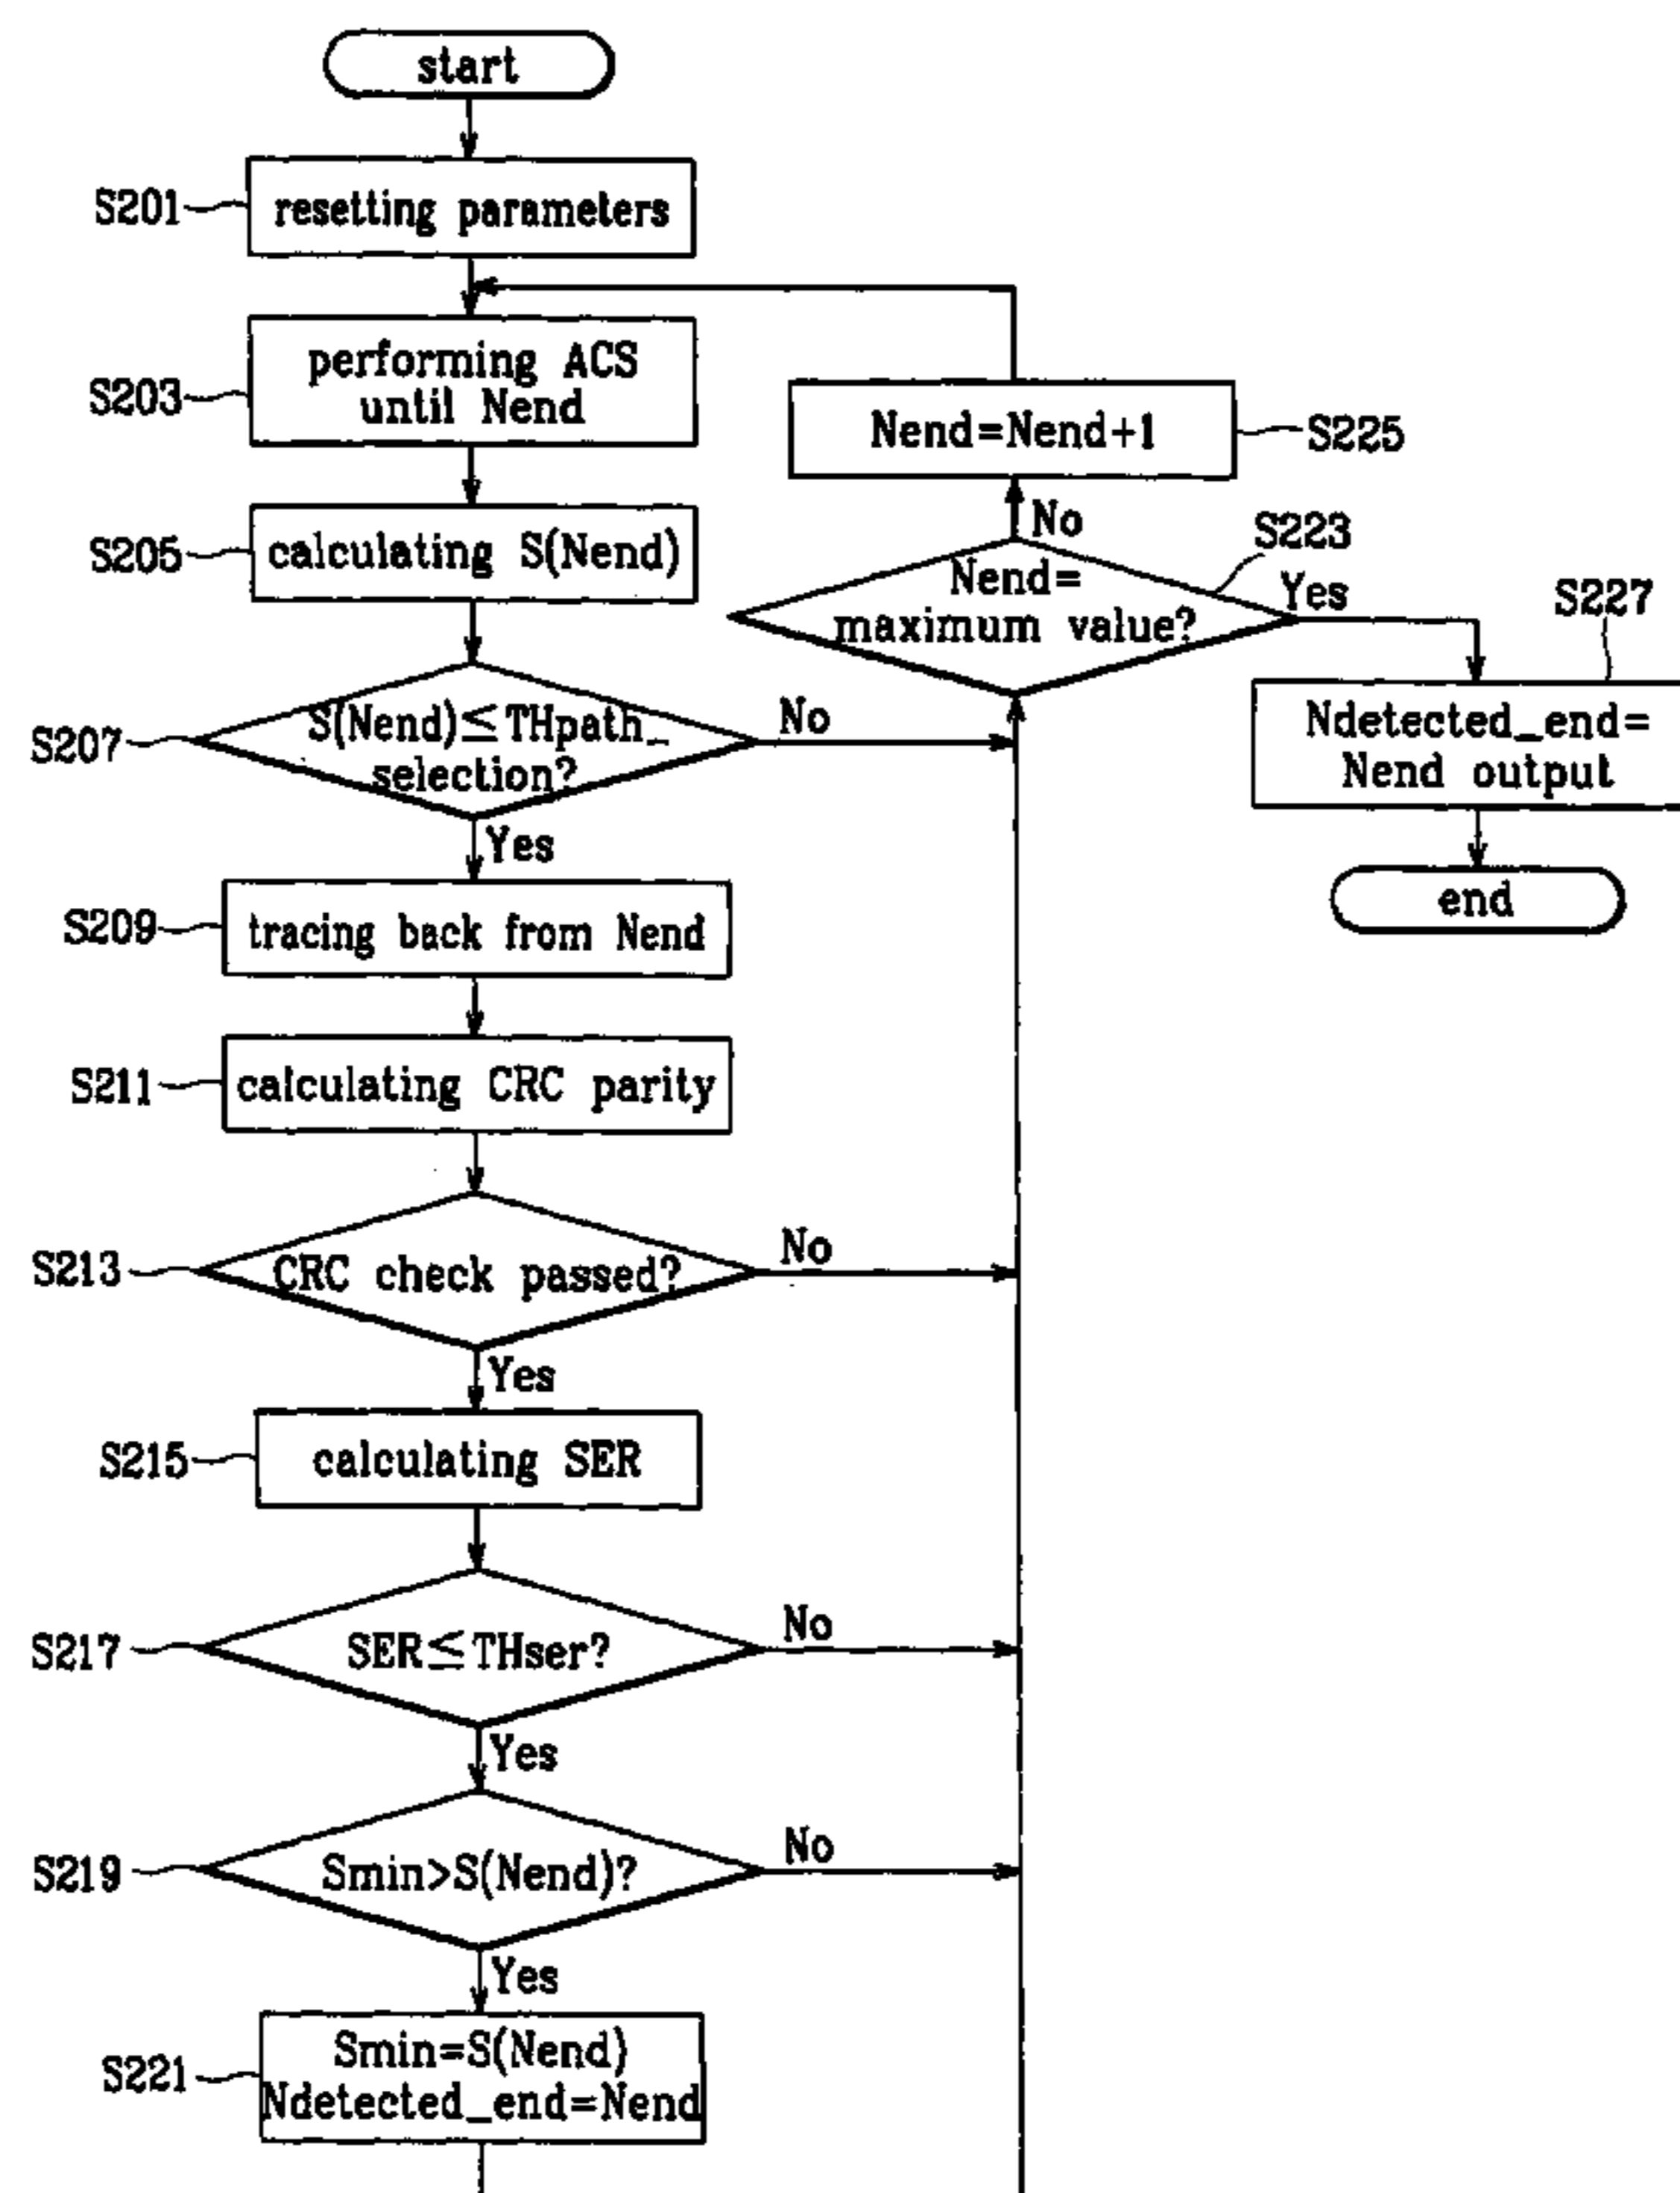 start
S201
resetting parameters
S203
performing ACS
until Nend
Nend=Nend+1
S225
S205
calculating S(Nend)
No
S223
Nend=
maximum value?
Yes
S227
S207
S(Nend)≦THpath_
selection?
No
Ndetected_end=
Nend output
Yes
end
S209
tracing back from Nend
S211
calculating CRC parity
S213
CRC check passed?
No
Yes
S215
calculating SER
S217
SER≦THser?
No
Yes
S219
Smin>S(Nend)?
No
Yes
S221
Smin=S(Nend)
Ndetected_end=Nend